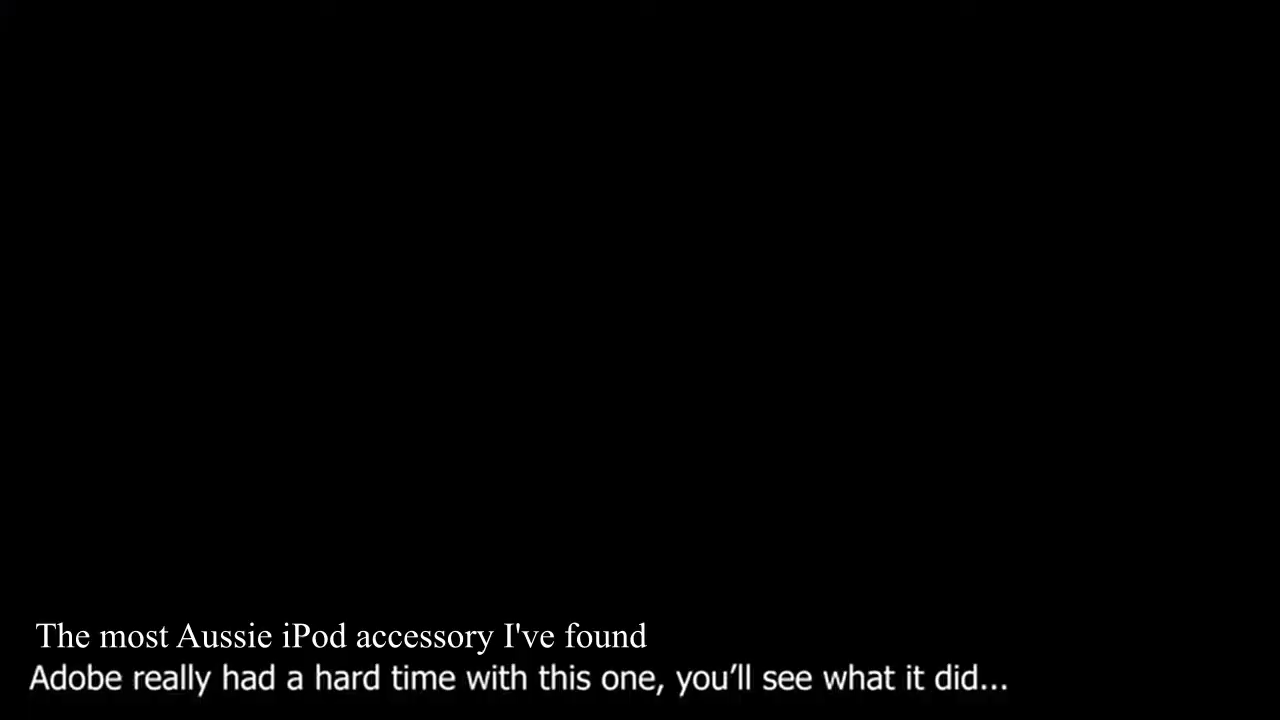 The most Aussie iPod accessory I've found
Adobe really had a hard time with this one, you’ll see what it did...